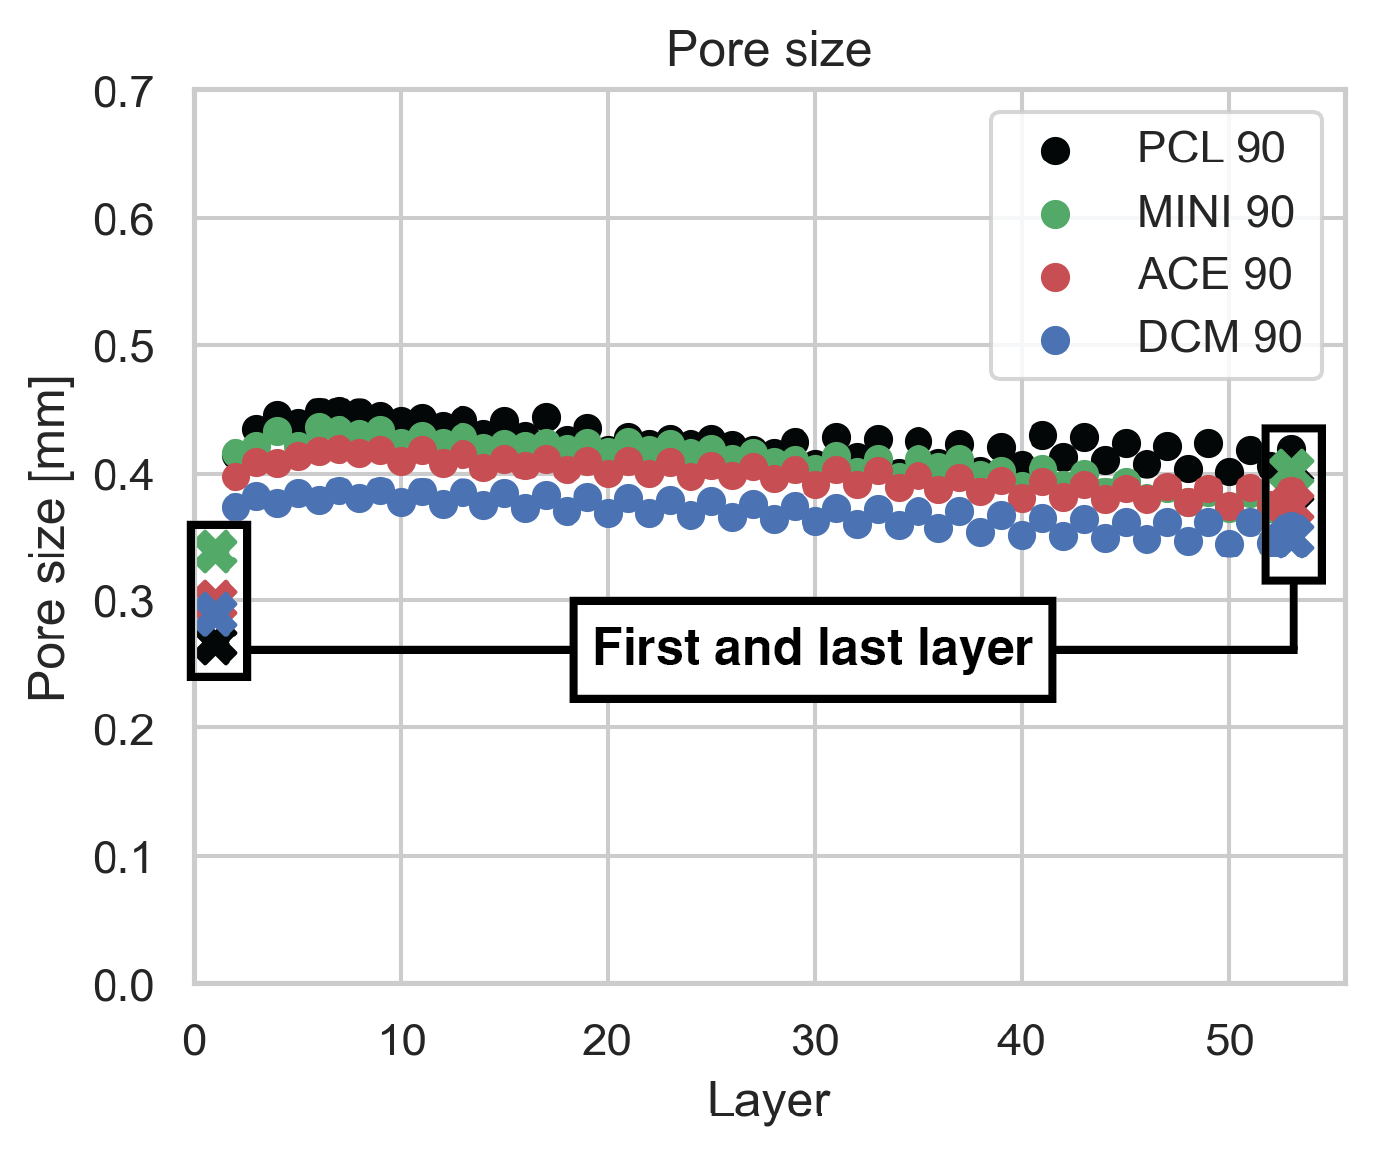 Pore size
0.7
0.6
0.5
0.4
0.3
0.2
0.1
0.0
Pore size [mm]
PCL 90
MINI 90
ACE 90
DCM 90
First and last layer
0 10 20 30 40 50
Layer